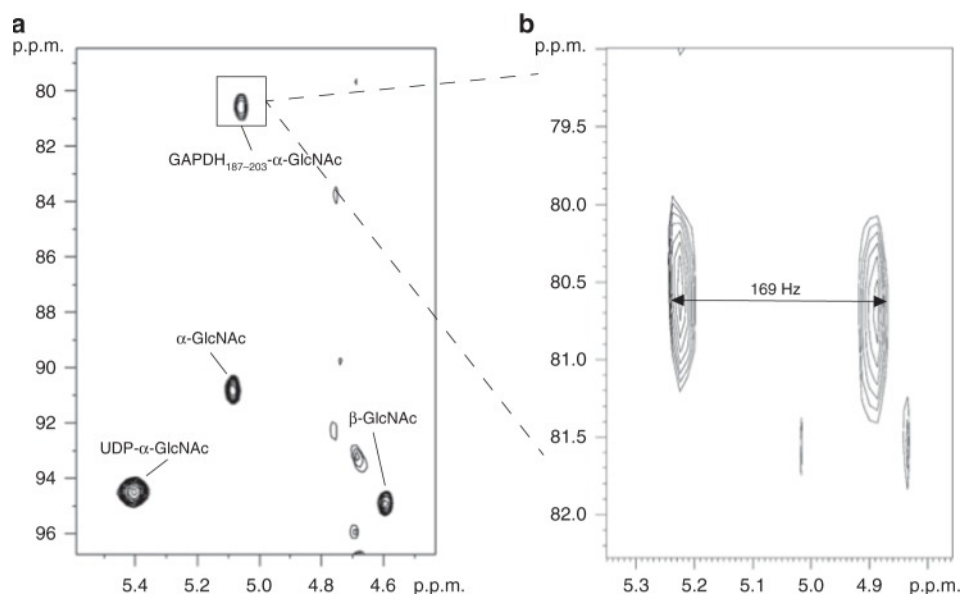 a
p.p.m.
80
82
84
86
88
90
92
94
96
GAPDH187–203-α-GlcNAc
α-GlcNAc
β-GlcNAc
UDP-α-GlcNAc
5.4 5.2 5.0 4.8 4.6 p.p.m.
b
p.p.m.
79.5
80.0
80.5
81.0
81.5
82.0
169 Hz
5.3 5.2 5.1 5.0 4.9 p.p.m.